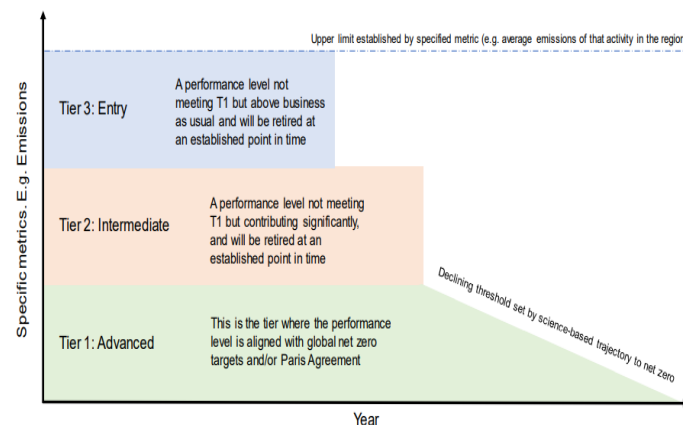 Upper limit established by specified metric (e.g. average emissions of that activity in the region
Tier 3: Entry
A performance level not
meeting T1 but above business
as usual and will be retired at
an established point in time
Tier 2: Intermediate
A performance level not meeting
T1 but contributing significantly,
and will be retired at an
established point in time
Declining threshold set by science-based trajectory to net zero
Tier 1: Advanced
This is the tier where the performance
level is aligned with global net zero
targets and/or Paris Agreement
Specific metrics. E.g. Emissions
Year